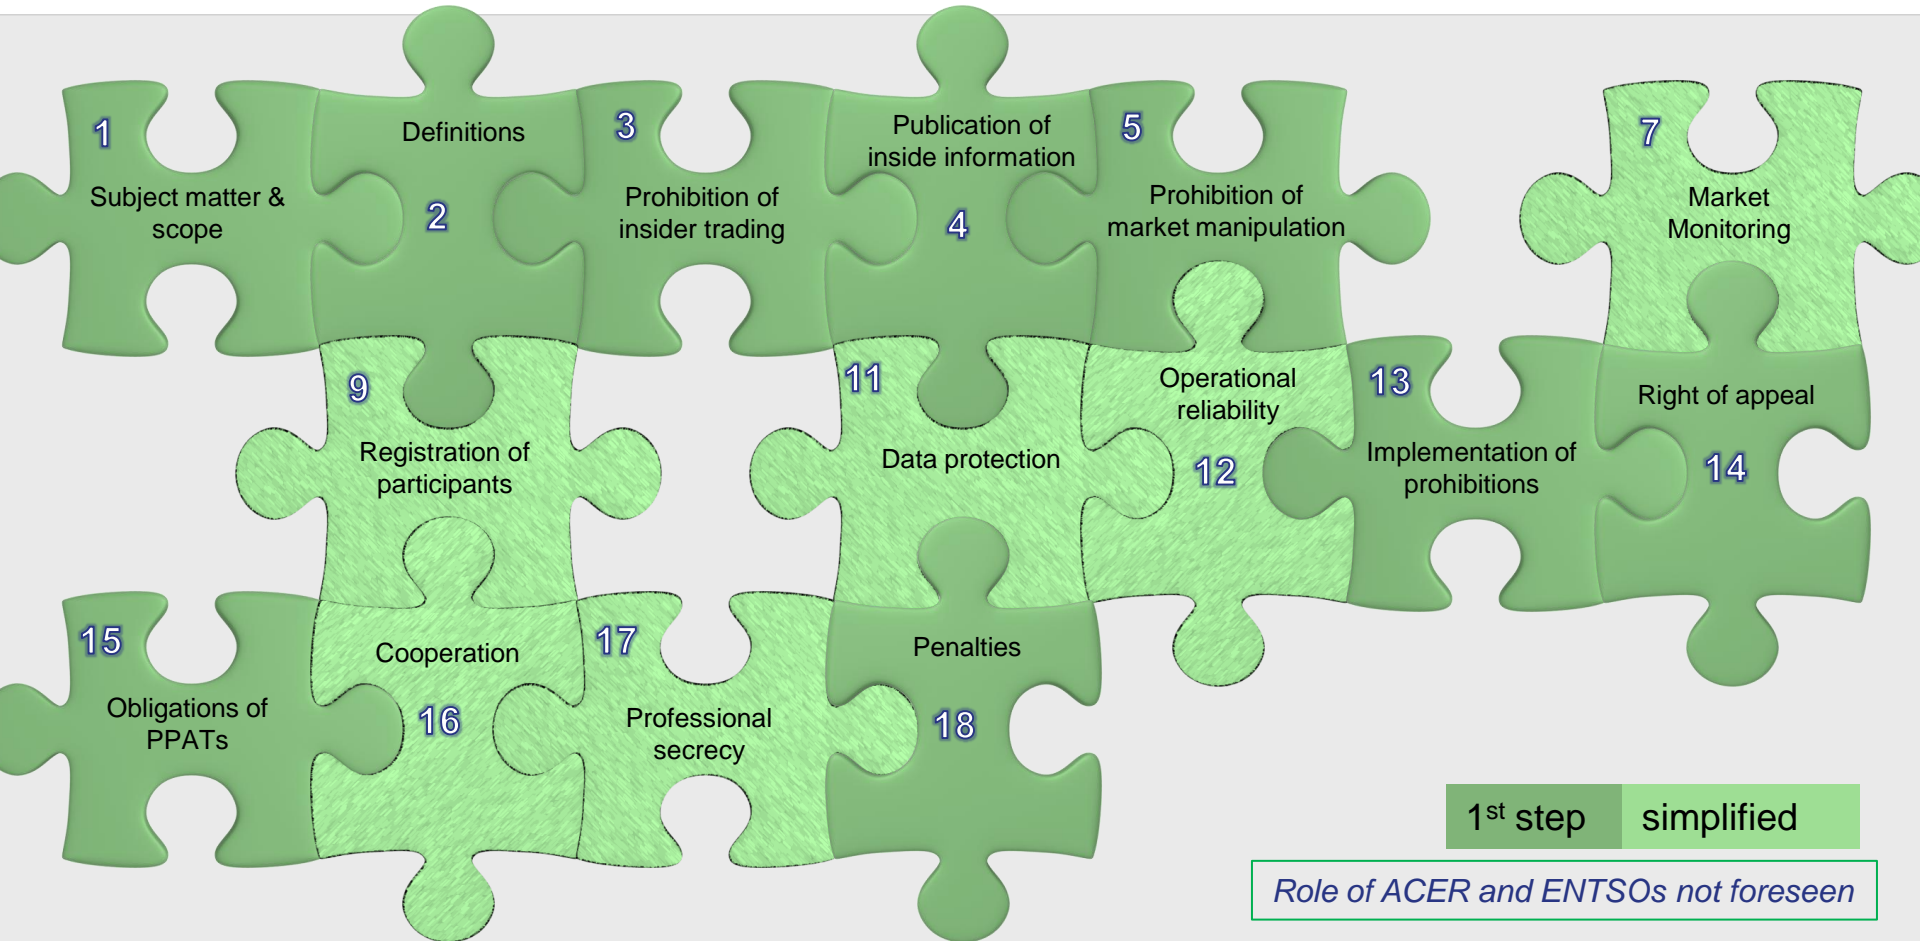 1
Subject matter &
scope
Definitions
2
3
Prohibition of
insider trading
Publication of
inside information
4
5
Prohibition of
market manipulation
7
Market
Monitoring
9
Registration of
participants
11
Data protection
Operational
reliability
12
13
Implementation of
prohibitions
Right of appeal
14
15
Obligations of
PPATs
Cooperation
16
17
Professional
secrecy
Penalties
18
1st step simplified
Role of ACER and ENTSOs not foreseen